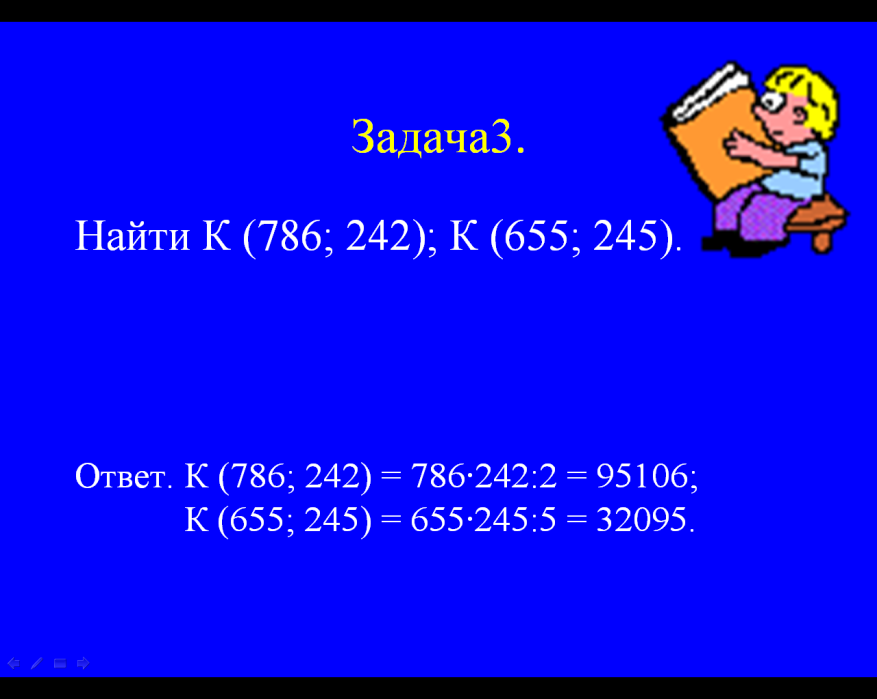 Задача3.
Найти К (786; 242); К (655; 245).
Ответ. К (786; 242) = 786·242:2 = 95106;
К (655; 245) = 655·245:5 = 32095.